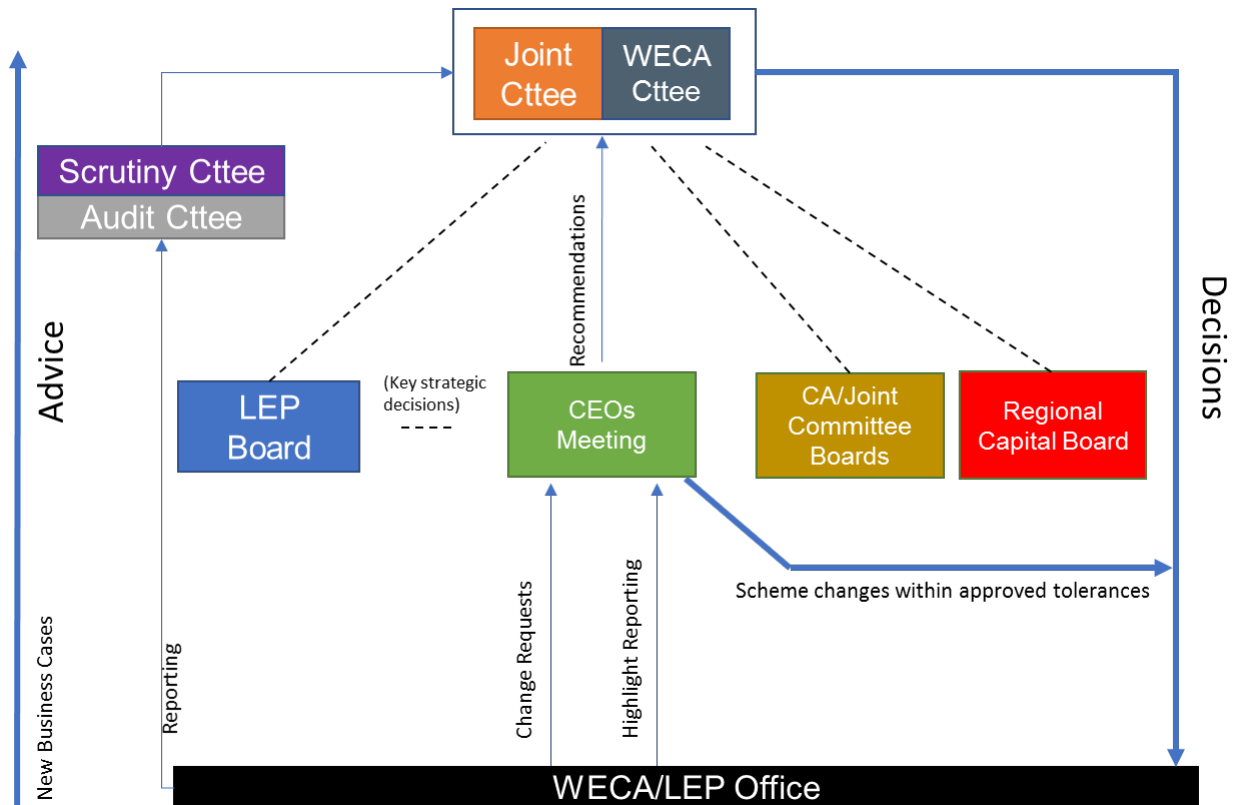 Joint
Cttee
WECA
Cttee
Scrutiny Cttee
Audit Cttee
Recommendations
Advice
Decisions
LEP
Board
(Key strategic
decisions)
CEOs
Meeting
CA/Joint
Committee
Boards
Regional
Capital Board
Scheme changes within approved tolerances
New Business Cases
Reporting
Change Requests
Highlight Reporting
WECA/LEP Office